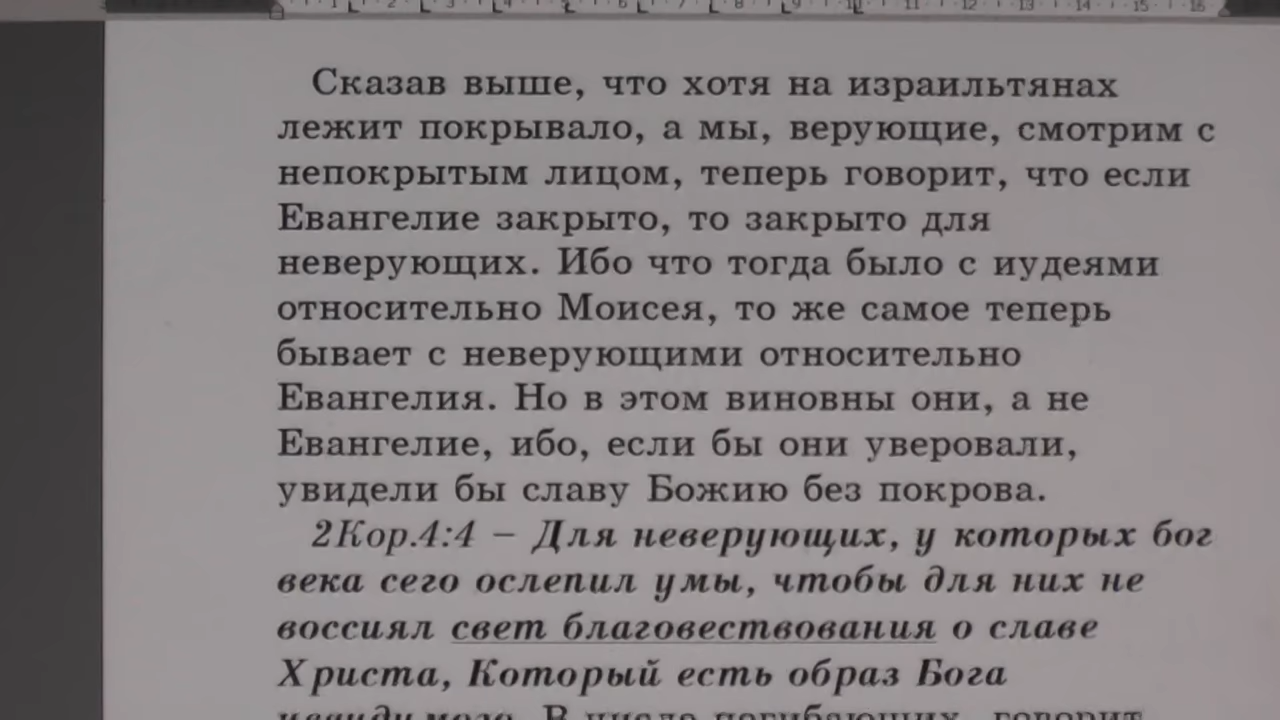 Сказав выше, что хотя на израильтянах
лежит покрывало, а мы, верующие, смотрим с
непокрытым лицом, теперь говорит, что если
Евангелие закрыто, то закрыто для
неверующих. Ибо что тогда было с иудеями
относительно Моисея, то же самое теперь
бывает с неверующими относительно
Евангелия. Но в этом виновны они, а не
Евангелие, ибо, если бы они уверовали,
увидели бы славу Божию без покрова.
2Кор.4:4 – Для неверующих, у которых бог
века сего ослепил умы, чтобы для них не
воссиял свет благовествования о славе
Христа, Который есть образ Бога
невидимого. В числе погибающих, говорит